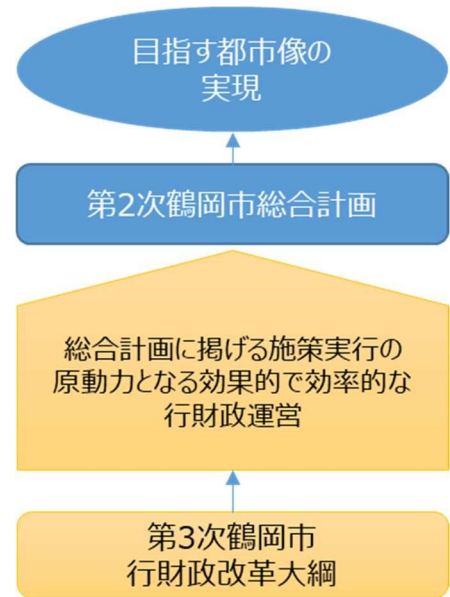 目指す都市像の
実現
第2次鶴岡市総合計画
総合計画に掲げる施策実行の
原動力となる効果的で効率的な
行財政運営
第3次鶴岡市
行財政改革大綱